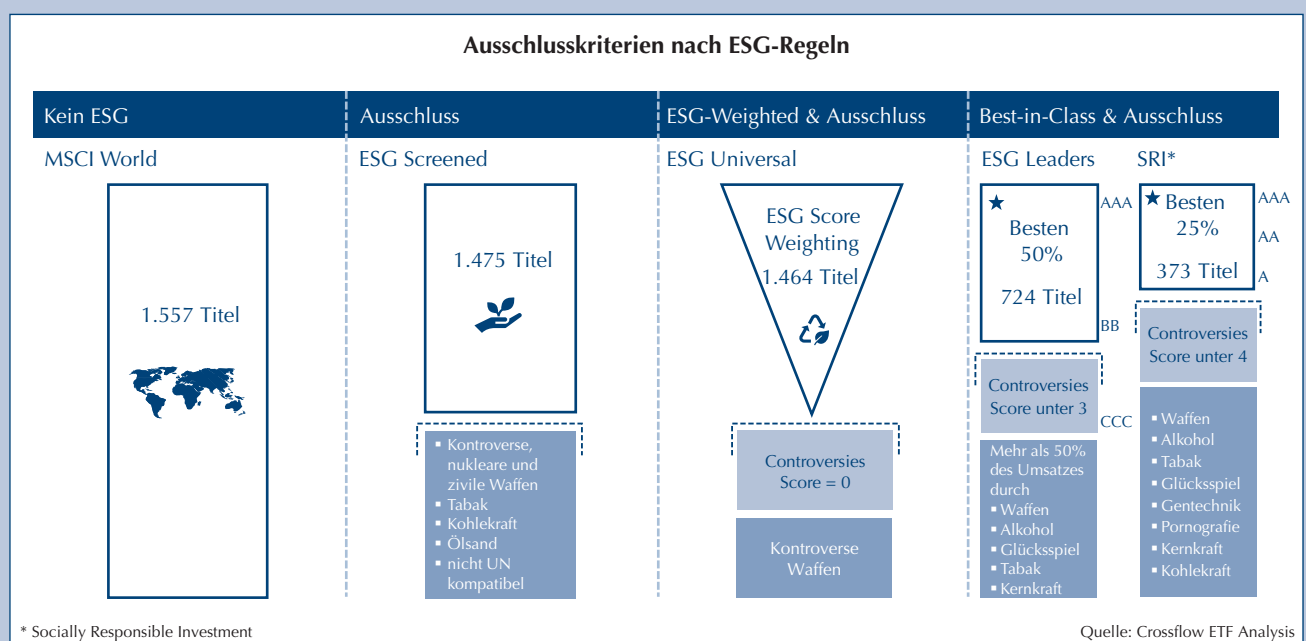 Ausschlusskriterien nach ESG-Regeln
Kein ESG
Ausschluss
ESG-Weighted & Ausschluss
Best-in-Class & Ausschluss
MSCI World
1.557 Titel
ESG Screened
1.475 Titel
▪ Kontroverse,
nukleare und
zivile Waffen
▪ Tabak
▪ Kohlekraft
▪ Ölsand
▪ nicht UN
kompatibel
ESG Universal
ESG Score
Weighting
1.464 Titel
Controversies
Score = 0
Kontroverse
Waffen
ESG Leaders
★
Besten
50%
724 Titel
AAA
BB
Controversies
Score unter 3
CCC
Mehr als 50%
des Umsatzes
durch
▪ Waffen
▪ Alkohol
▪ Glücksspiel
▪ Tabak
▪ Kernkraft
SRI*
★ Besten
25%
373 Titel
AAA
AA
A
Controversies
Score unter 4
▪ Waffen
▪ Alkohol
▪ Tabak
▪ Glücksspiel
▪ Gentechnik
▪ Pornografie
▪ Kernkraft
▪ Kohlekraft
* Socially Responsible Investment
Quelle: Crossflow ETF Analysis